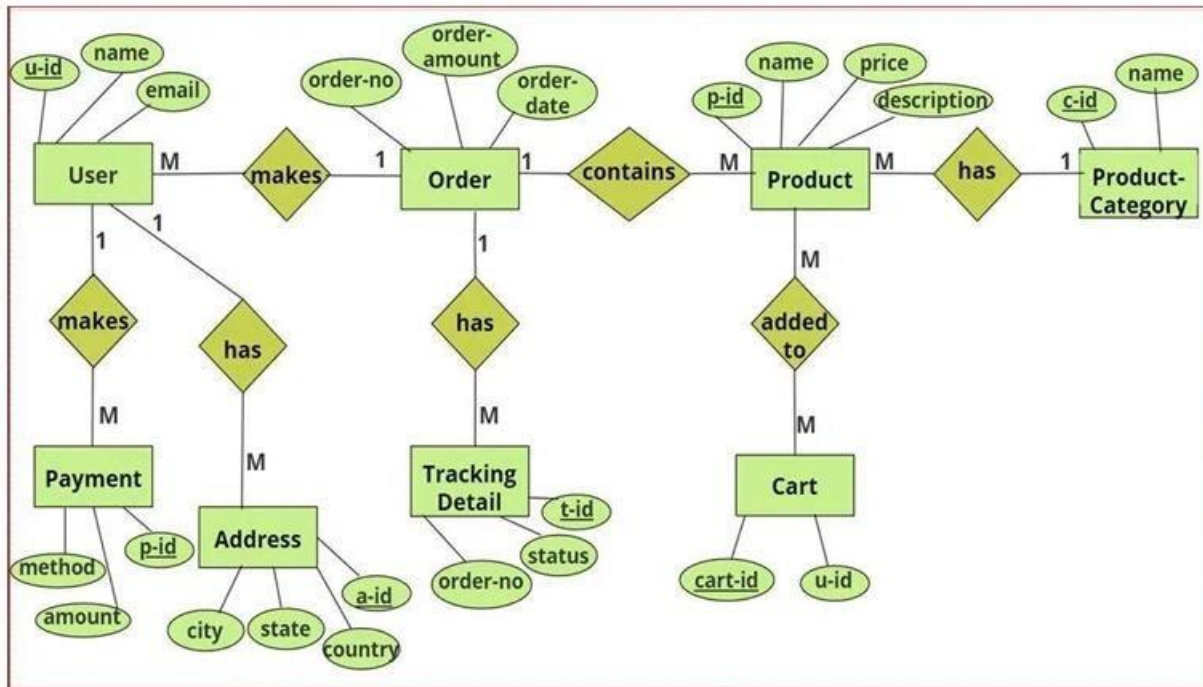 u-id
name
email
order-no
order-
amount
order-
date
p-id
name
price
description
c-id
name
User
M
makes
1
Order
1
contains
M
Product
M
has
1
Product-
Category
1
1
1
M
makes
has
has
added
to
M
M
M
M
Payment
Address
Tracking
Detail
Cart
method
amount
p-id
city
state
country
a-id
order-no
status
t-id
cart-id
u-id